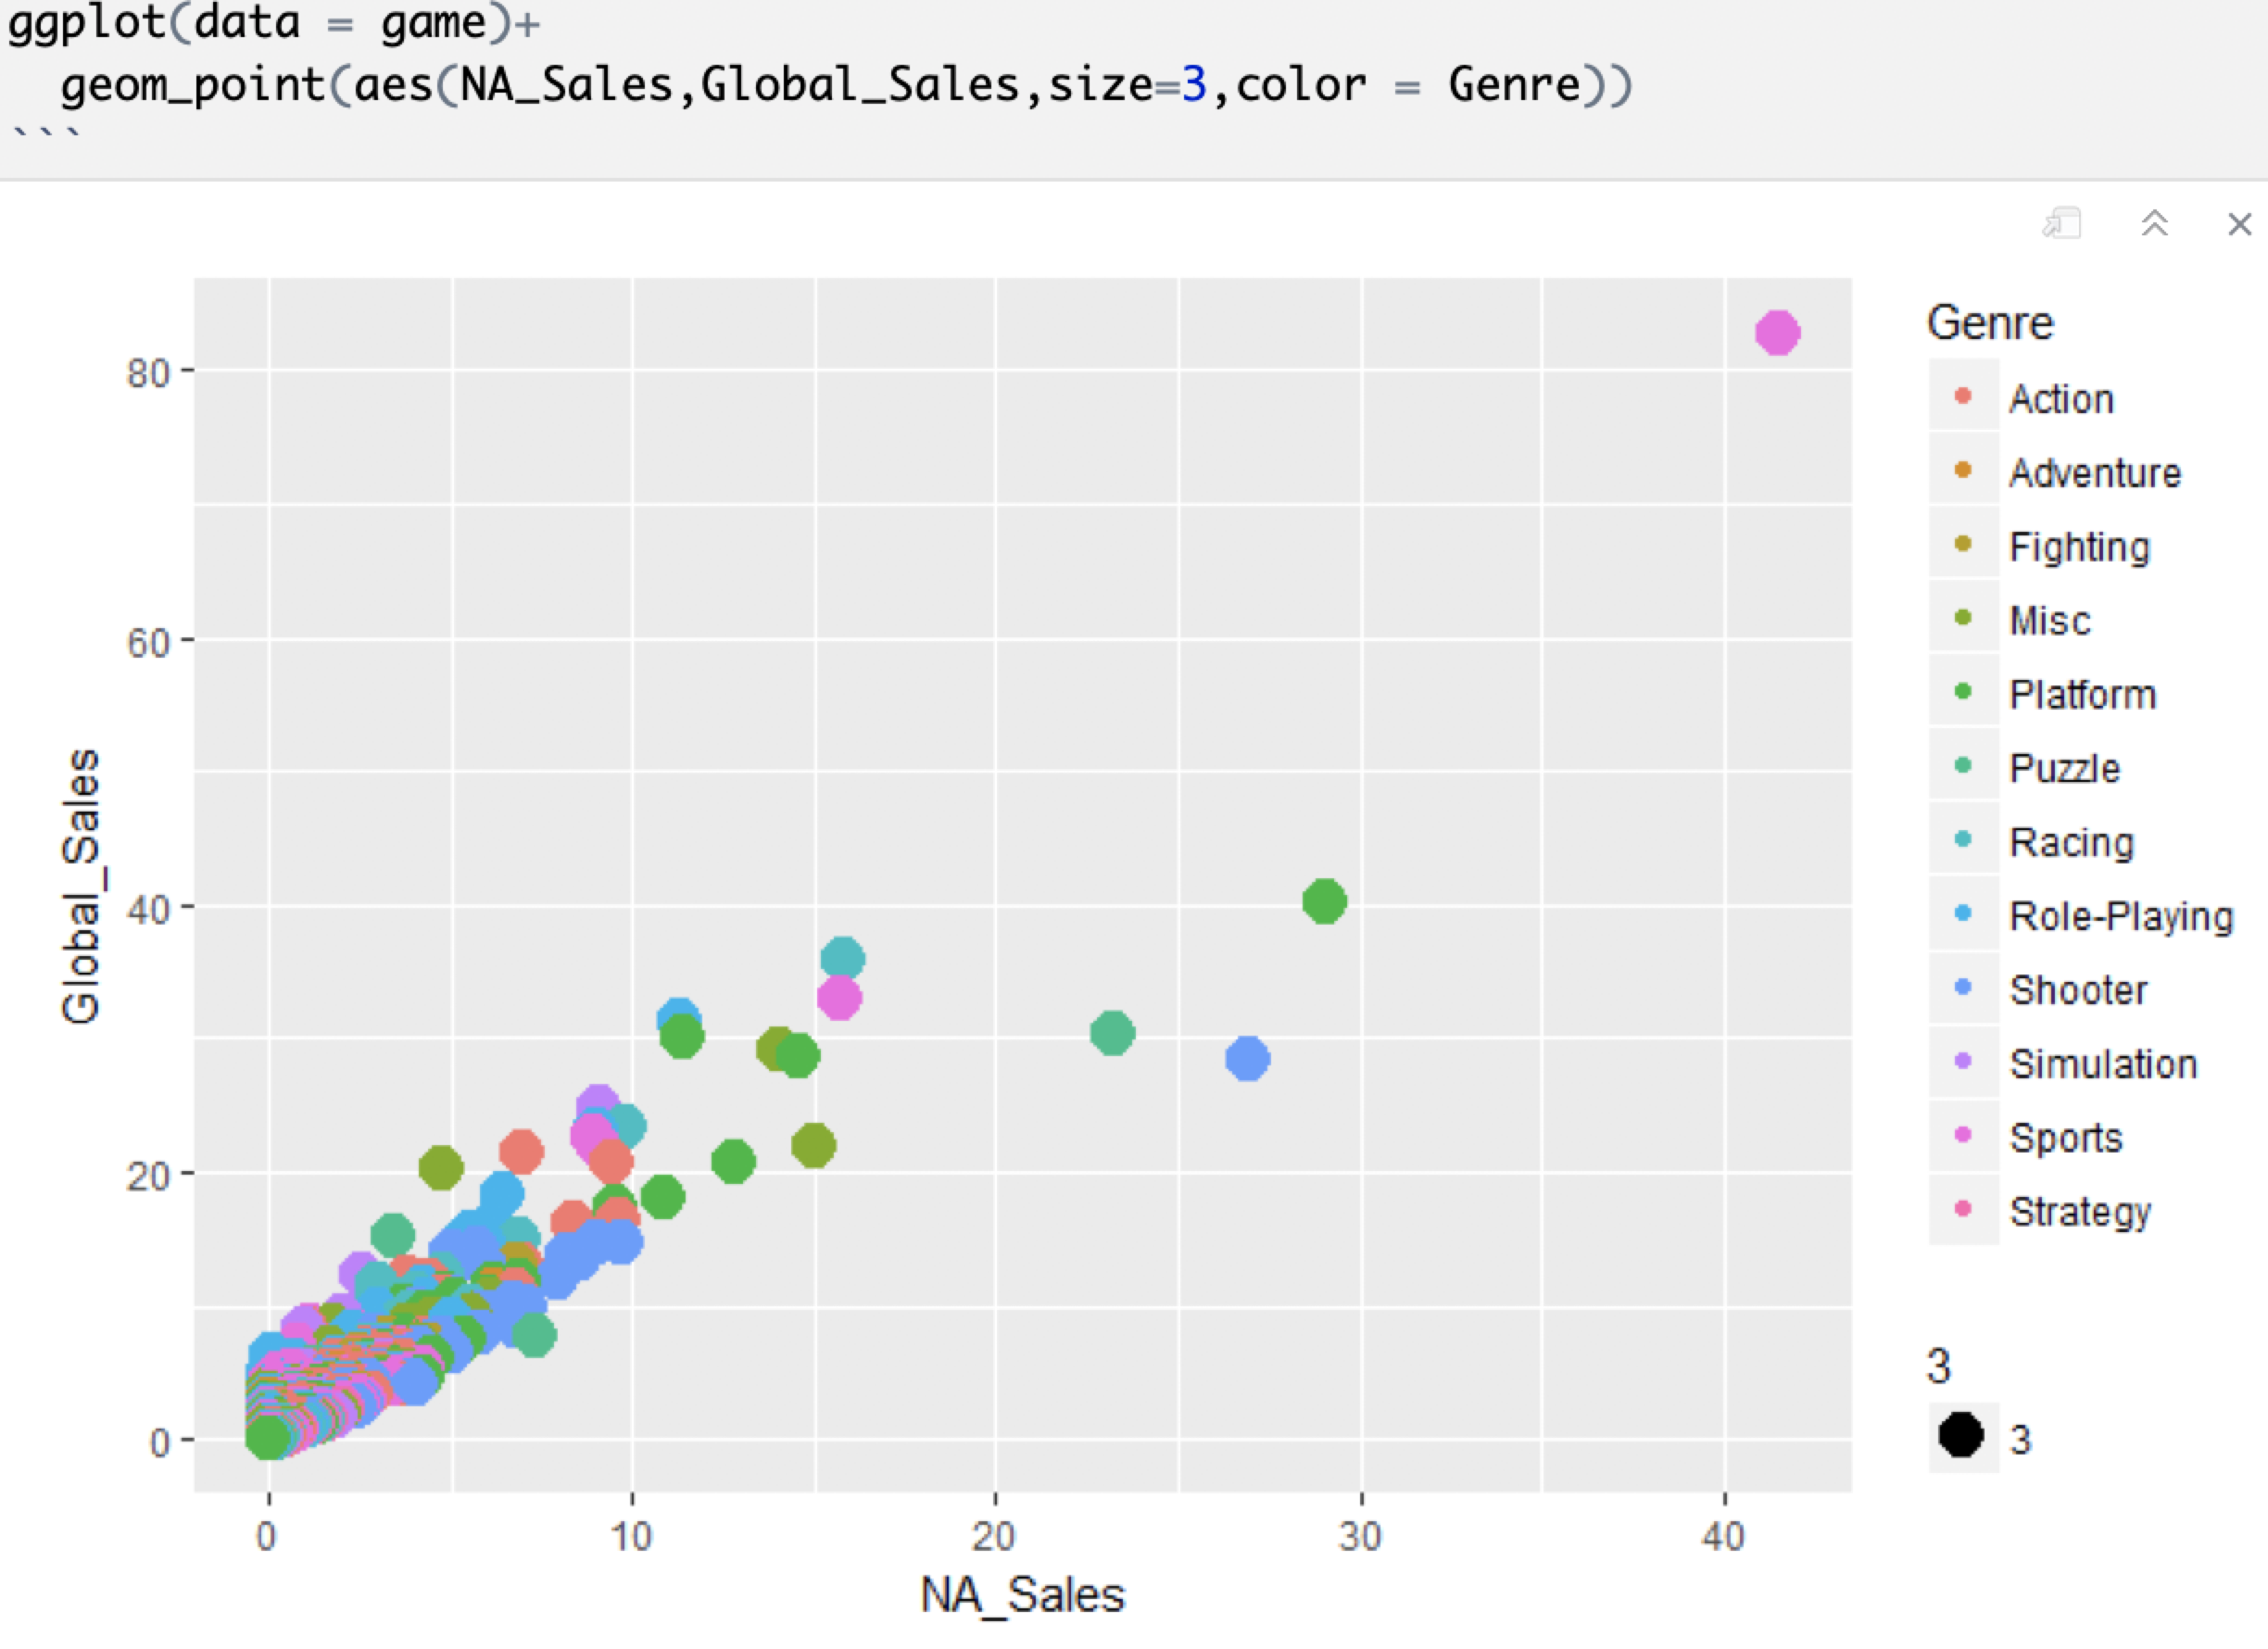 ggplot(data = game)+
  geom_point(aes(NA_Sales,Global_Sales,size=3,color = Genre))
```
Genre
Action
Adventure
Fighting
Misc
Platform
Puzzle
Racing
Role-Playing
Shooter
Simulation
Sports
Strategy
3
3
Global_Sales
80
60
40
20
0
0 10 20 30 40
NA_Sales